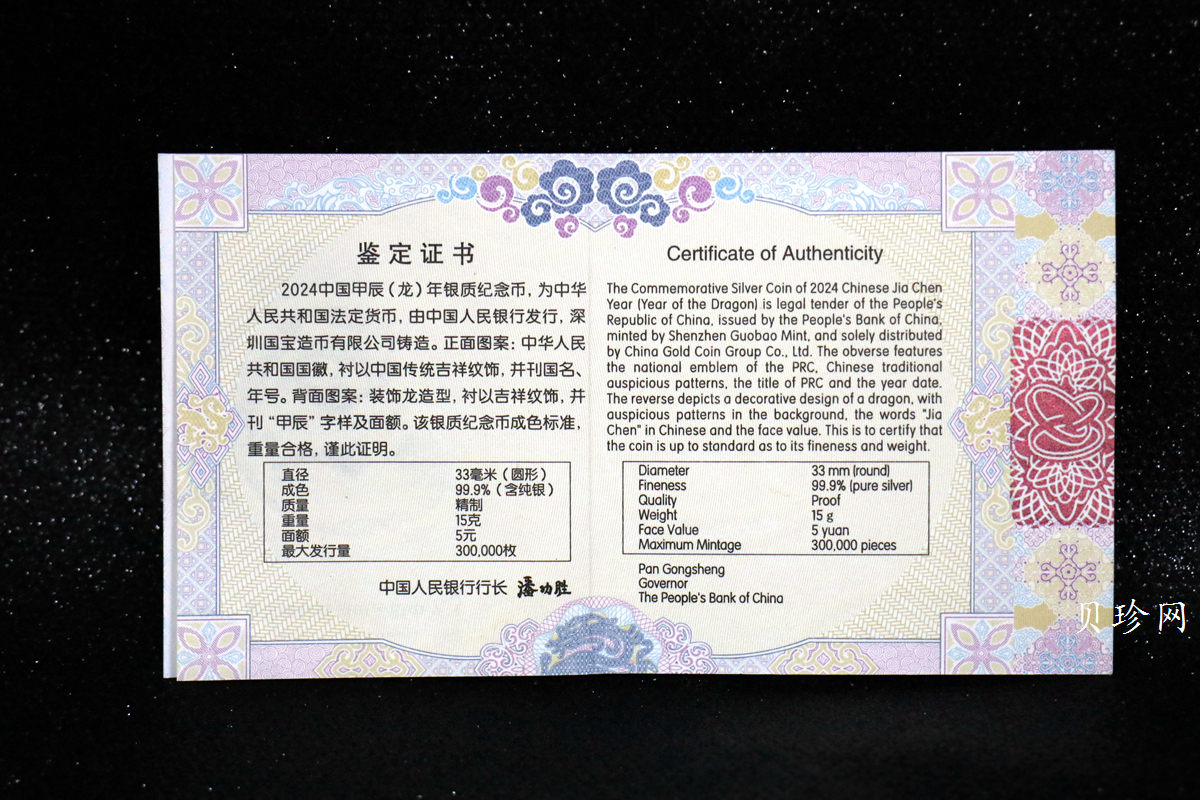 鉴定证书
2024中国甲辰（龙）年银质纪念币，为中华
人民共和国法定货币，由中国人民银行发行，深
圳国宝造币有限公司铸造。正面图案：中华人民
共和国国徽，衬以中国传统吉祥纹饰，并刊国名、
年号。背面图案：装饰龙造型，衬以吉祥纹饰，并
刊“甲辰”字样及面额。该银质纪念币成色标准，
重量合格，谨此证明。
直径 33毫米（圆形）
成色 99.9%（含纯银）
质量 精制
重量 15克
面额 5元
最大发行量 300,000枚
中国人民银行行长 潘功胜
Certificate of Authenticity
The Commemorative Silver Coin of 2024 Chinese Jia Chen
Year (Year of the Dragon) is legal tender of the People's
Republic of China, issued by the People's Bank of China,
minted by Shenzhen Guobao Mint, and solely distributed
by China Gold Coin Group Co., Ltd. The obverse features
the national emblem of the PRC, Chinese traditional
auspicious patterns, the title of PRC and the year date.
The reverse depicts a decorative design of a dragon, with
auspicious patterns in the background, the words "Jia
Chen" in Chinese and the face value. This is to certify that
the coin is up to standard as to its fineness and weight.
Diameter 33 mm (round)
Fineness 99.9% (pure silver)
Quality Proof
Weight 15 g
Face Value 5 yuan
Maximum Mintage 300,000 pieces
Pan Gongsheng
Governor
The People's Bank of China
贝珍网